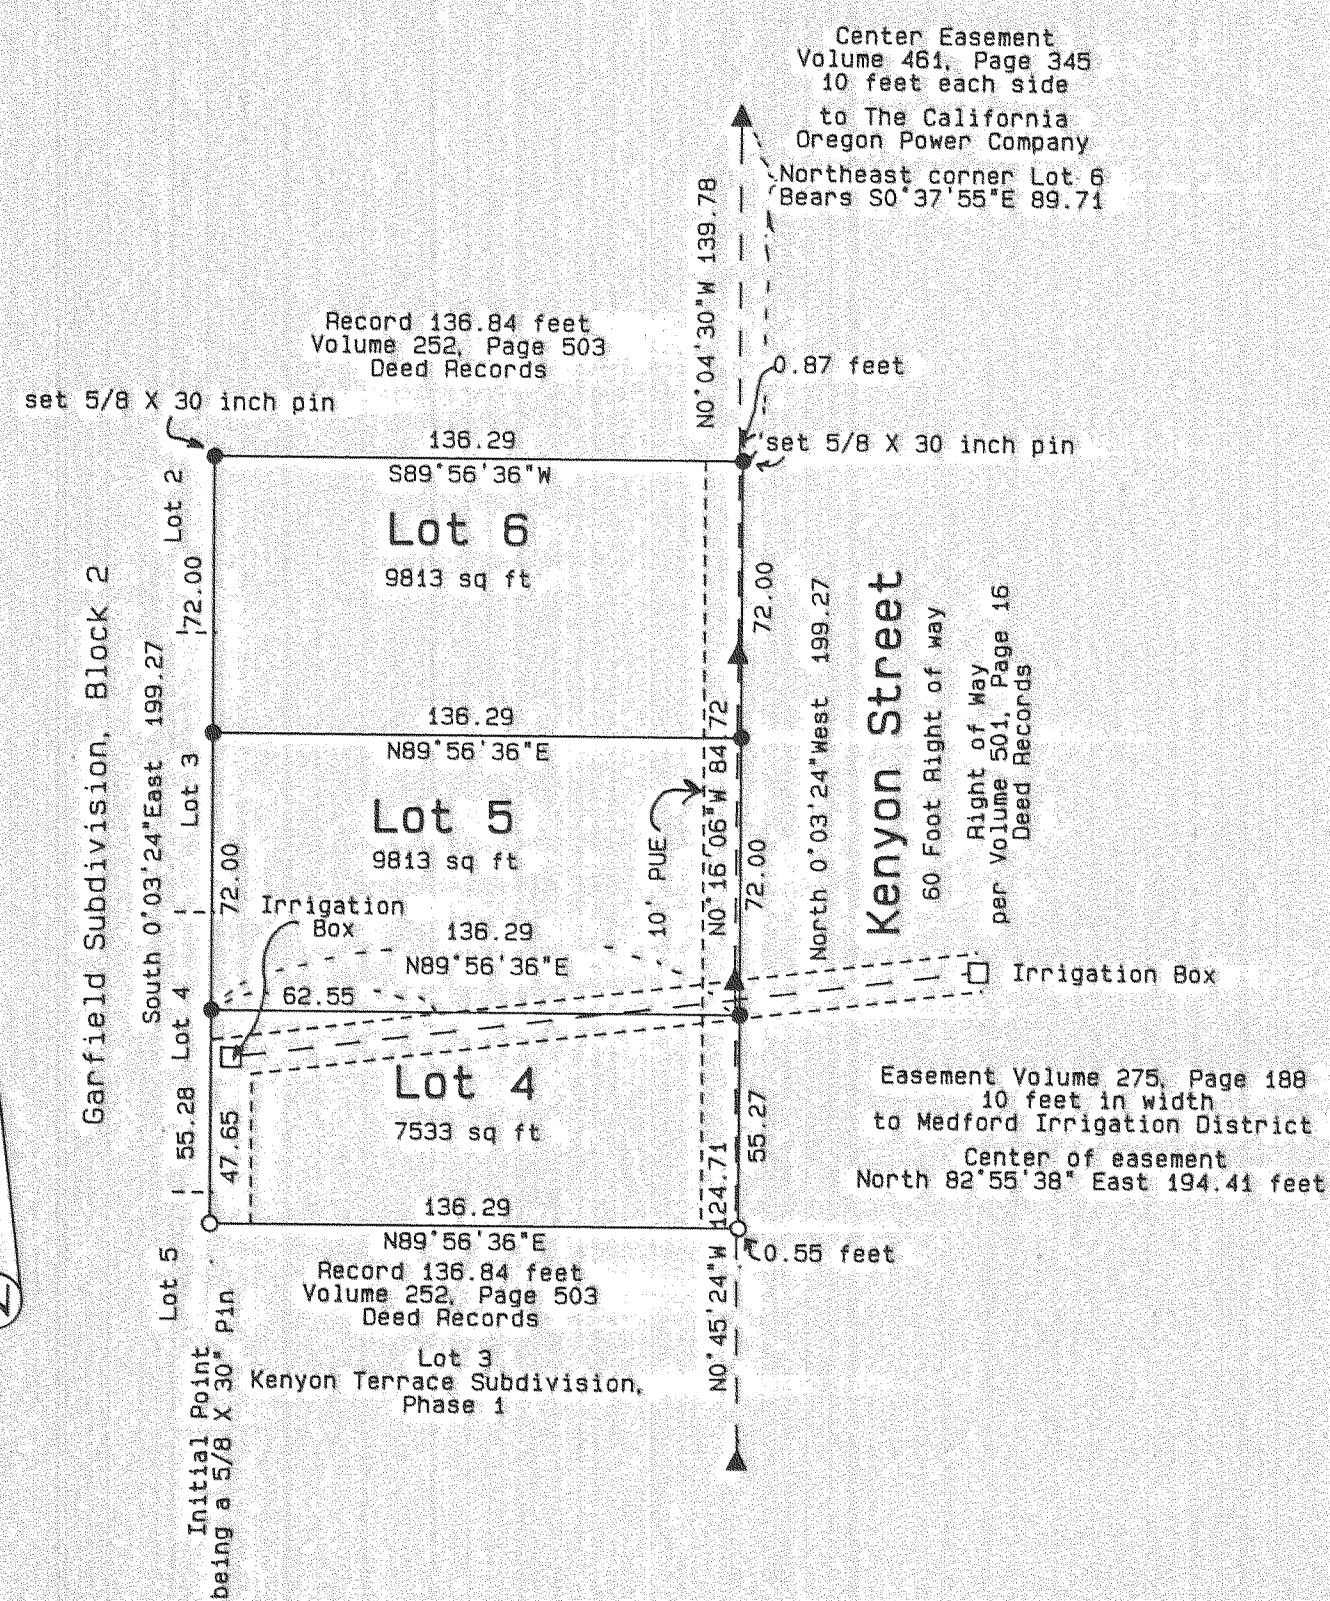 Center Easement
Volume 461, Page 345
10 feet each side
to The California
Oregon Power Company
Northeast corner Lot 6
Bears S0°37'55"E 89.71
N0°04'30"W 139.78
Record 136.84 feet
Volume 252, Page 503
Deed Records
0.87 feet
set 5/8 X 30 inch pin
136.29
set 5/8 X 30 inch pin
S89°56'36"W
Lot 2
Lot 6
9813 sq ft
72.00
72.00
Garfield Subdivision, Block 2
South 0°03'24"East 199.27
North 0°03'24"West 199.27
Kenyon Street
60 Foot Right of Way
Right of Way
per Volume 501, Page 16
Deed Records
136.29
N89°56'36"E
Lot 3
Lot 5
9813 sq ft
10' PUE
N0°16'06"W 84.72
72.00
72.00
Irrigation
Box
136.29
N89°56'36"E
62.55
Irrigation Box
Lot 4
Lot 4
7533 sq ft
55.28
47.65
124.71
55.27
Easement Volume 275, Page 188
10 feet in width
to Medford Irrigation District
Center of easement
North 82°55'38" East 194.41 feet
136.29
N89°56'36"E
0.55 feet
Record 136.84 feet
Volume 252, Page 503
Deed Records
Lot 5
N0°45'24"W
Lot 3
Kenyon Terrace Subdivision,
Phase 1
Initial Point
being a 5/8 X 30" Pin